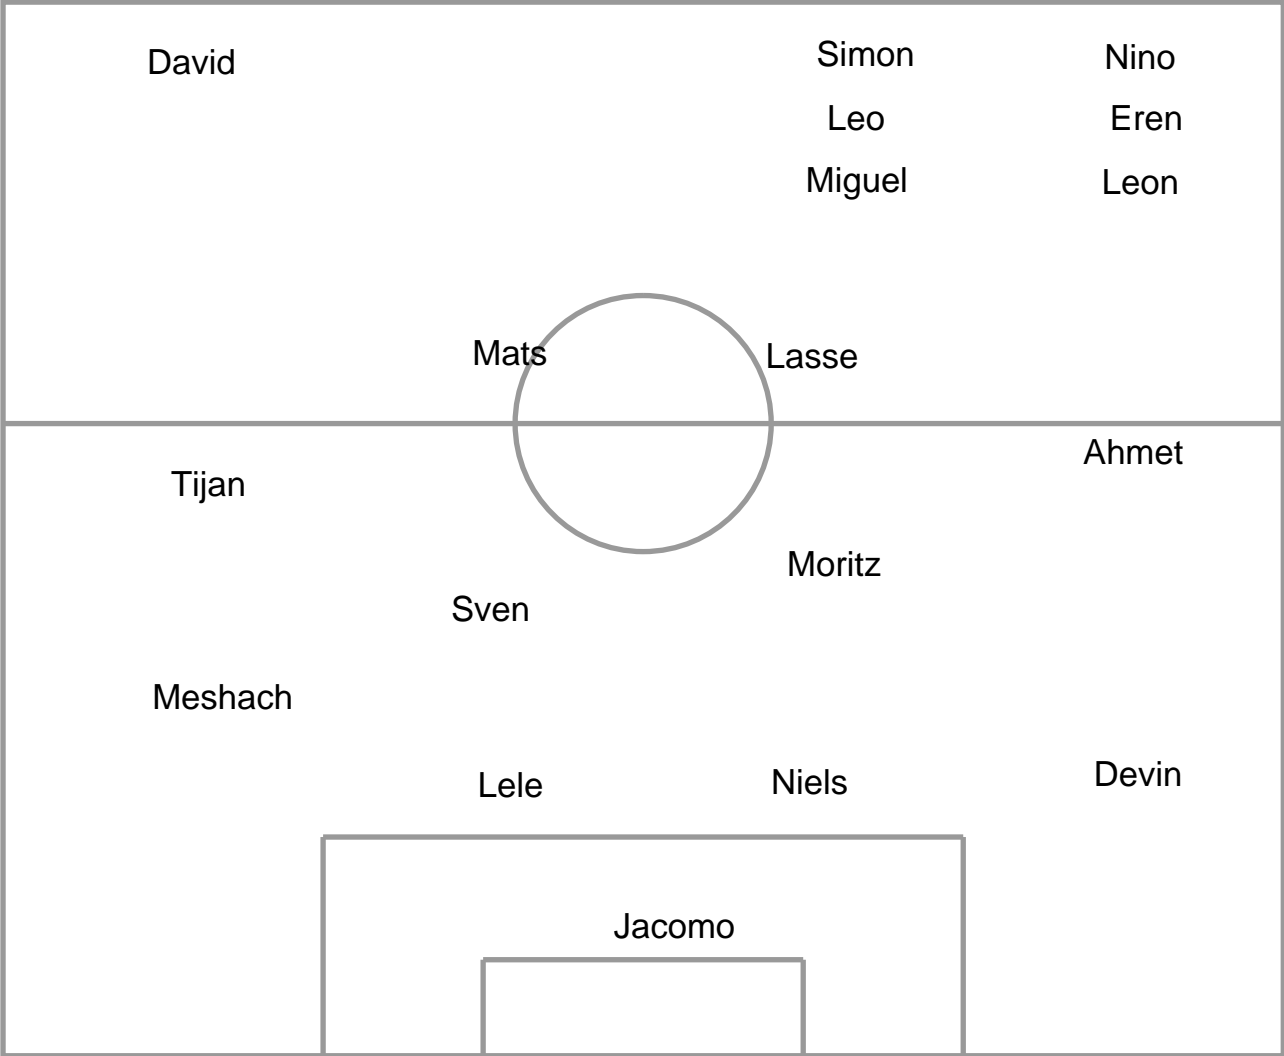 David
Simon
Nino
Leo
Eren
Miguel
Leon
Mats
Lasse
Ahmet
Tijan
Moritz
Sven
Meshach
Devin
Niels
Lele
Jacomo